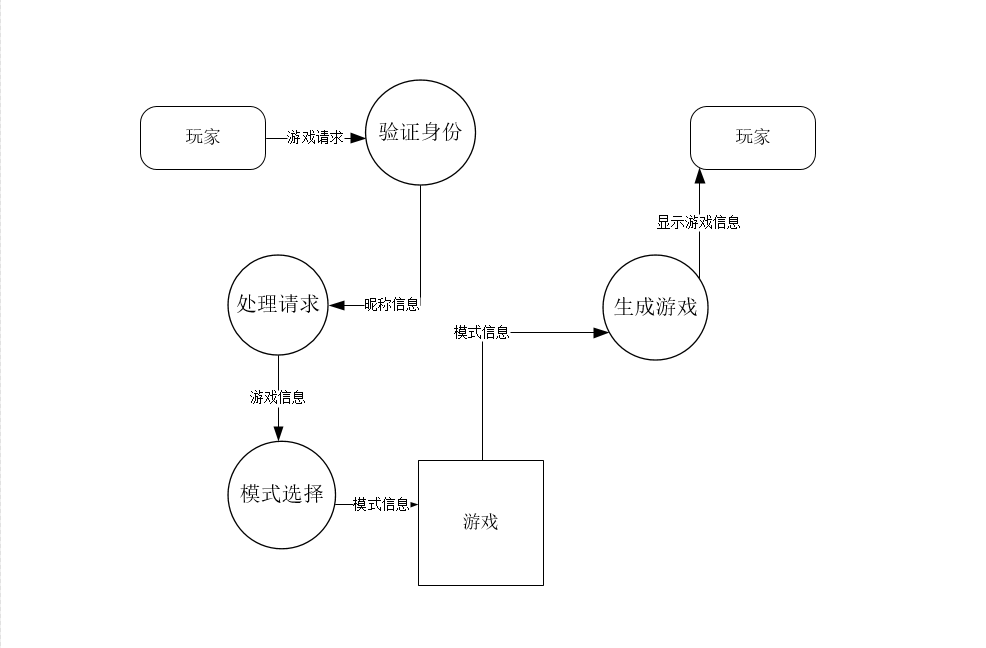 玩家
游戏请求
验证身份
玩家
显示游戏信息
处理请求
昵称信息
生成游戏
模式信息
游戏信息
模式选择
模式信息
游戏